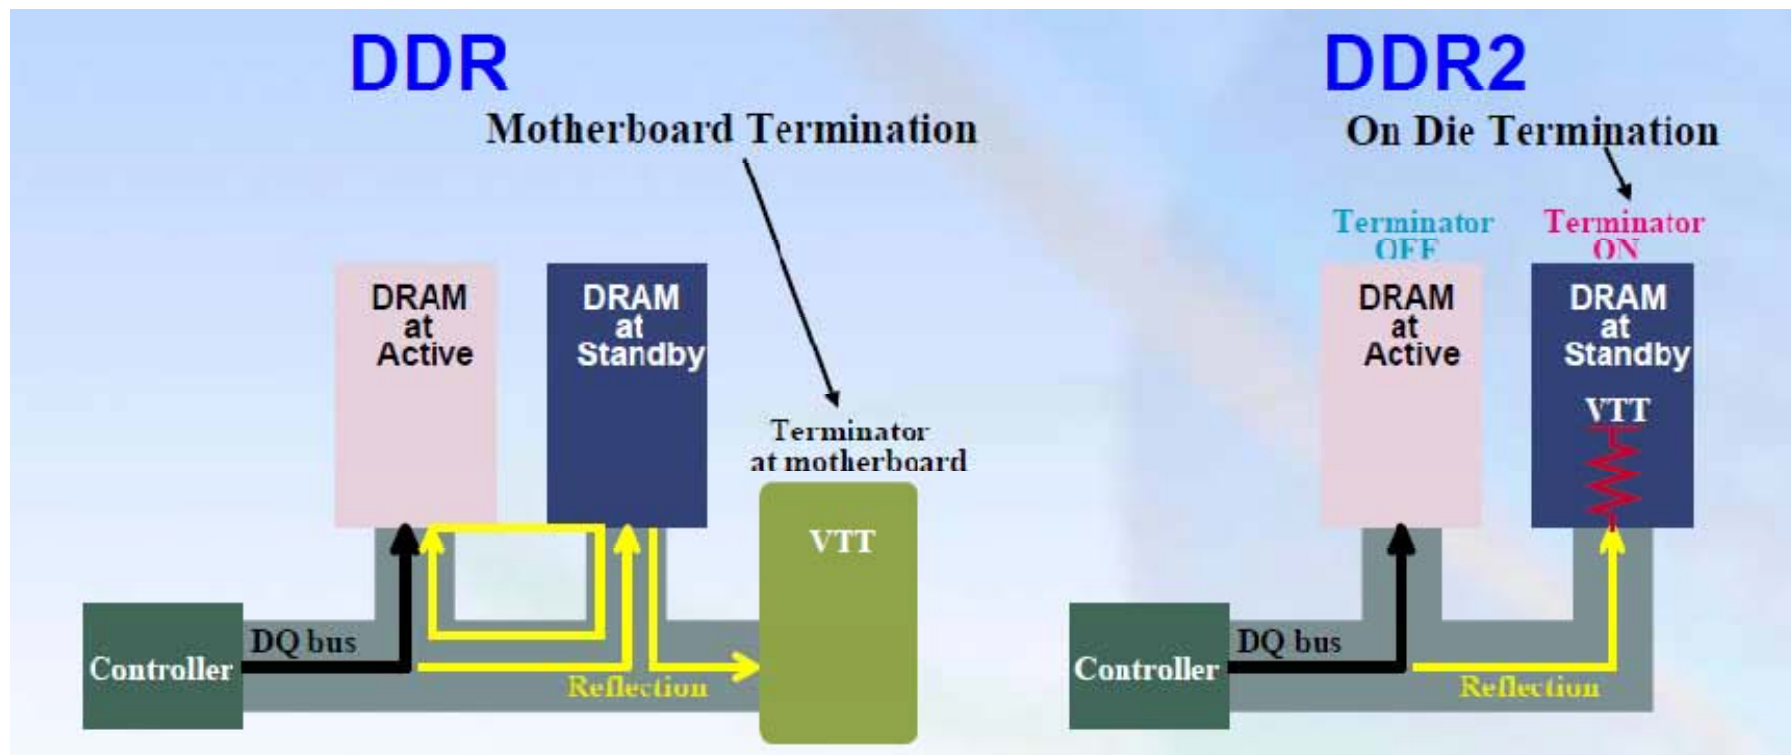 DDR
Motherboard Termination
DRAM
at
Active
DRAM
at
Standby
Terminator
at motherboard
VTT
Controller
DQ bus
Reflection
DDR2
On Die Termination
Terminator
OFF
Terminator
ON
DRAM
at
Active
DRAM
at
Standby
VTT
Controller
DQ bus
Reflection